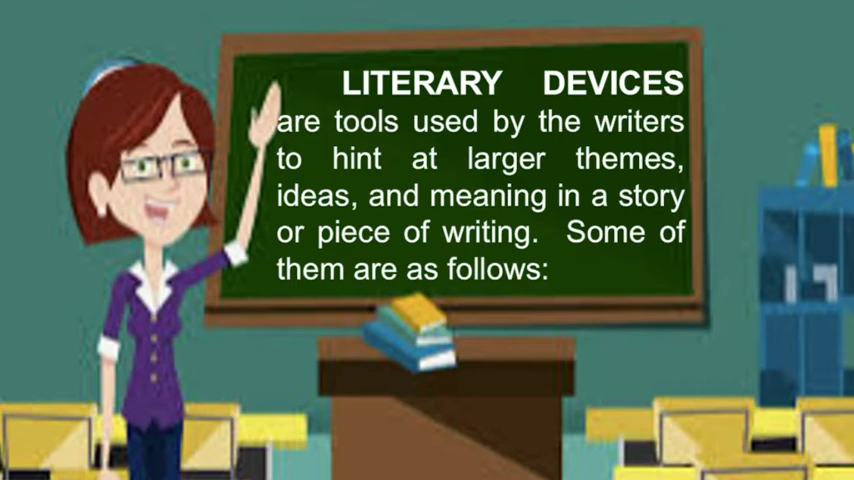 LITERARY DEVICES
are tools used by the writers
to hint at larger themes,
ideas, and meaning in a story
or piece of writing. Some of
them are as follows: